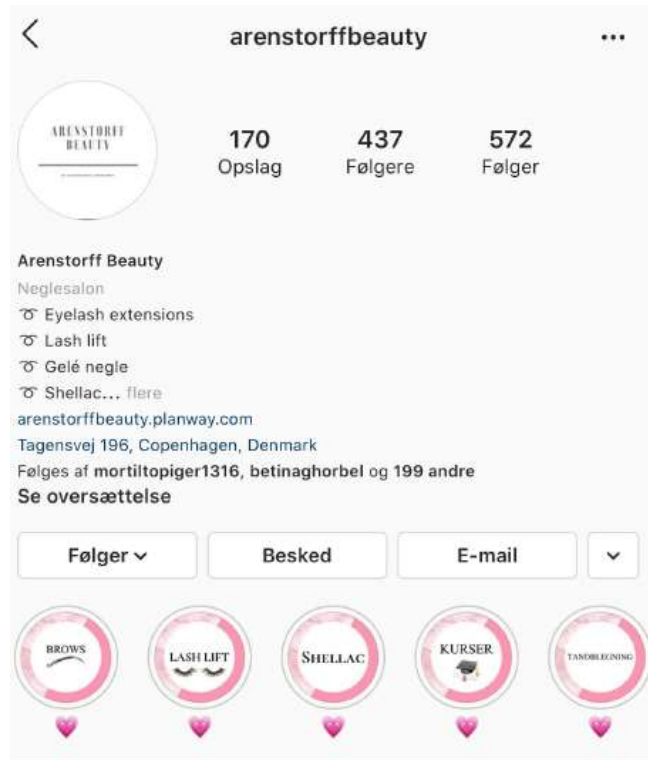 arenstorffbeauty
ARENSTORFF
BEAUTY
170 437 572
Opslag Følgere Følger
Arenstorff Beauty
Neglesalon
➰ Eyelash extensions
➰ Lash lift
➰ Gelé negle
➰ Shellac... flere
arenstorffbeauty.planway.com
Tagensvej 196, Copenhagen, Denmark
Følges af mortiltopiger1316, betinaghorbel og 199 andre
Se oversættelse
Følger Besked E-mail
BROWS LASH LIFT SHELLAC KURSER TANDBLEGNING